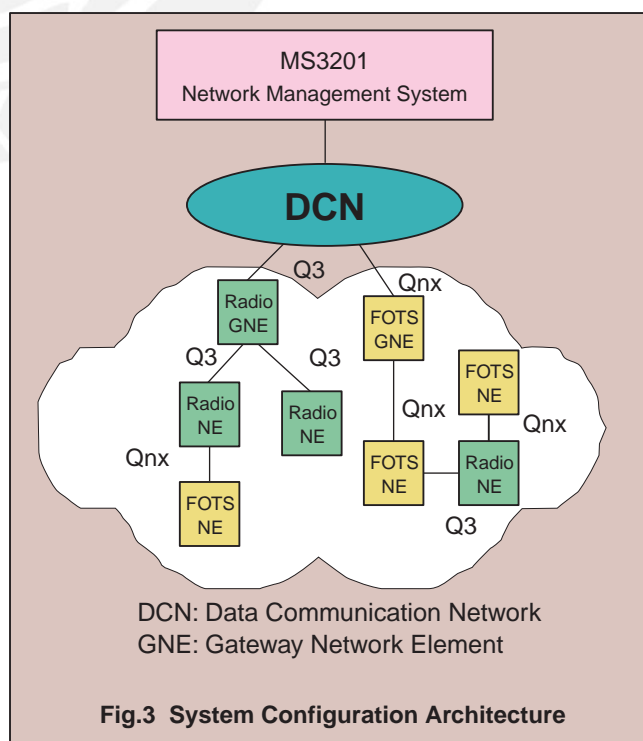 MS3201
Network Management System
DCN
Q3
Qnx
Radio
GNE
FOTS
GNE
Q3
Q3
FOTS
NE
Radio
NE
Radio
NE
Qnx
Qnx
Qnx
FOTS
NE
Radio
NE
FOTS
NE
Q3
DCN: Data Communication Network
GNE: Gateway Network Element
Fig.3 System Configuration Architecture